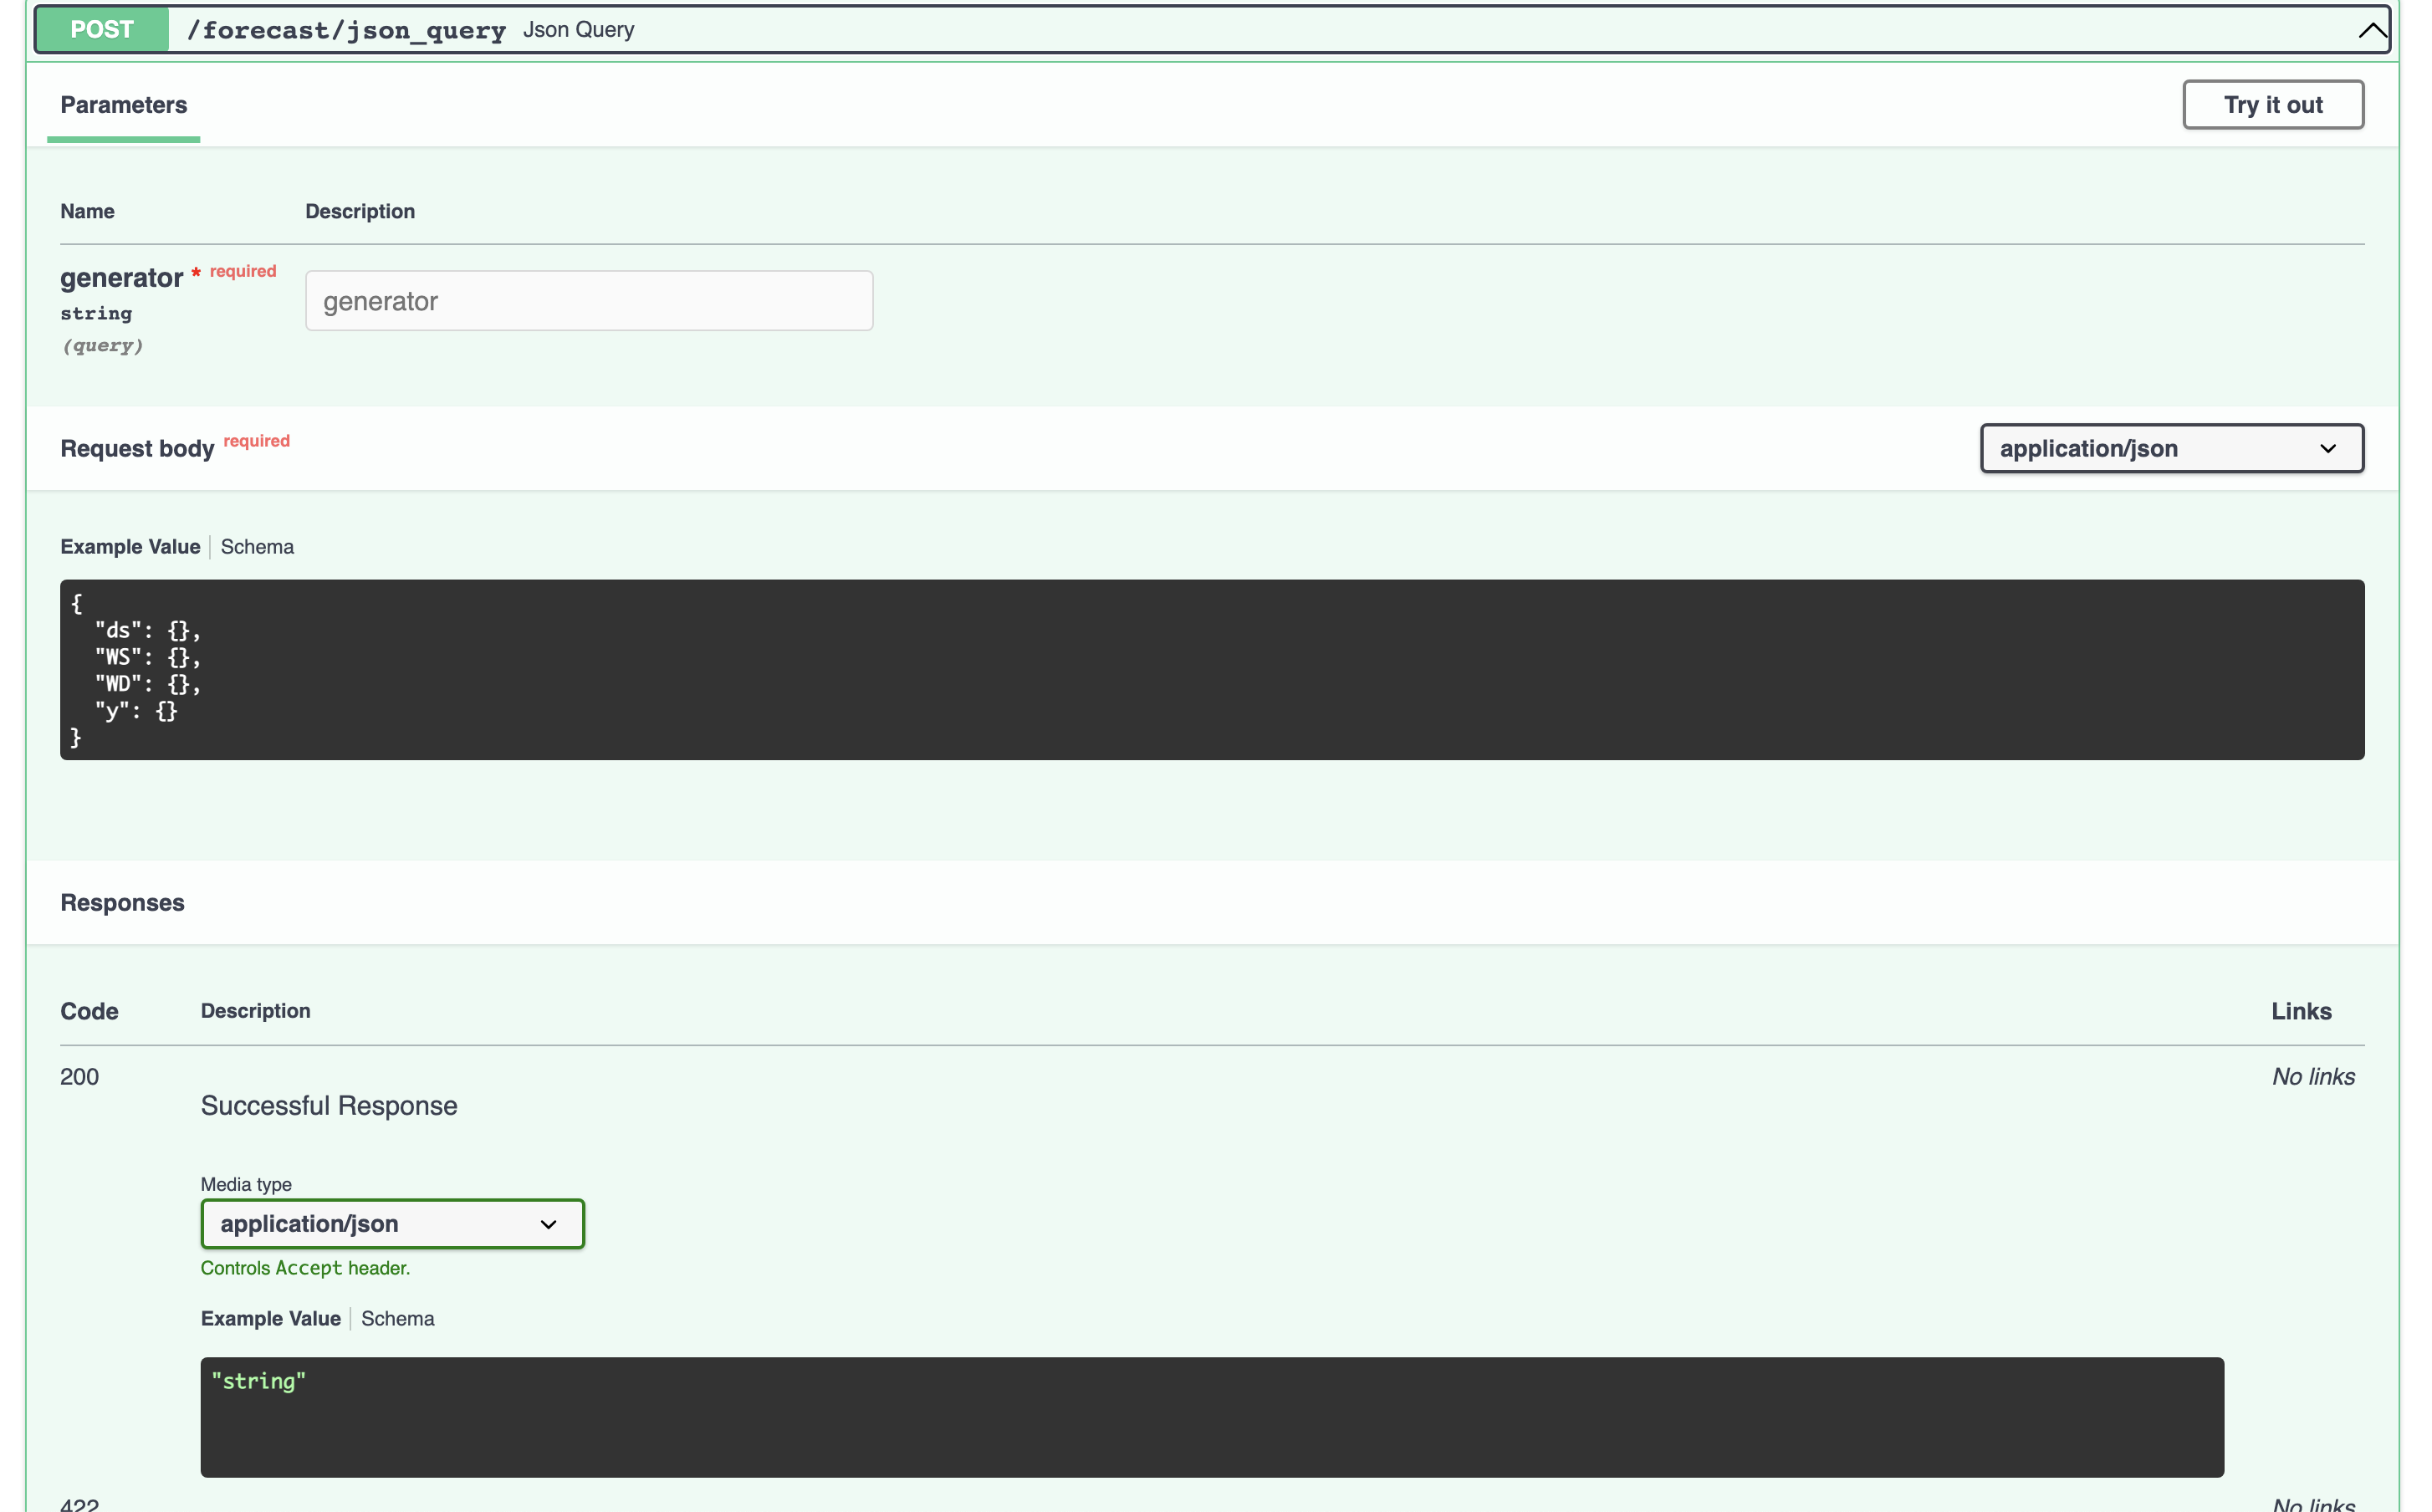 POST /forecast/json_query Json Query
Parameters
Try it out
Name Description
generator * required
string
(query)
generator
Request body required
application/json
Example Value Schema
{
  "ds": {},
  "WS": {},
  "WD": {},
  "y": {}
}
Responses
Code Description Links
200
Successful Response
No links
Media type
application/json
Controls Accept header.
Example Value Schema
"string"
422
No links